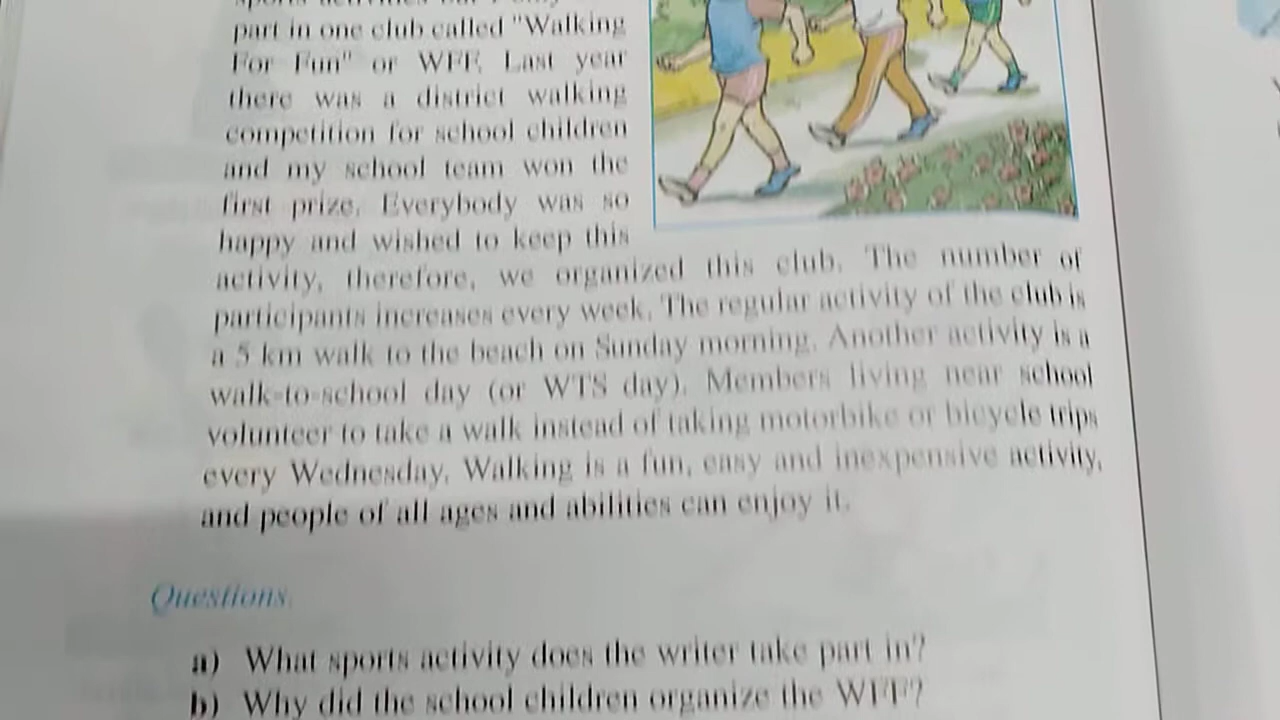 part in one club called "Walking
For Fun" or WFF. Last year
there was a district walking
competition for school children
and my school team won the
first prize. Everybody was so
happy and wished to keep this
activity, therefore, we organized this club. The number of
participants increases every week. The regular activity of the club is
a 5 km walk to the beach on Sunday morning. Another activity is a
walk-to-school day (or WTS day). Members living near school
volunteer to take a walk instead of taking motorbike or bicycle trips
every Wednesday. Walking is a fun, easy and inexpensive activity,
and people of all ages and abilities can enjoy it.
Questions.
a) What sports activity does the writer take part in?
b) Why did the school children organize the WFF?